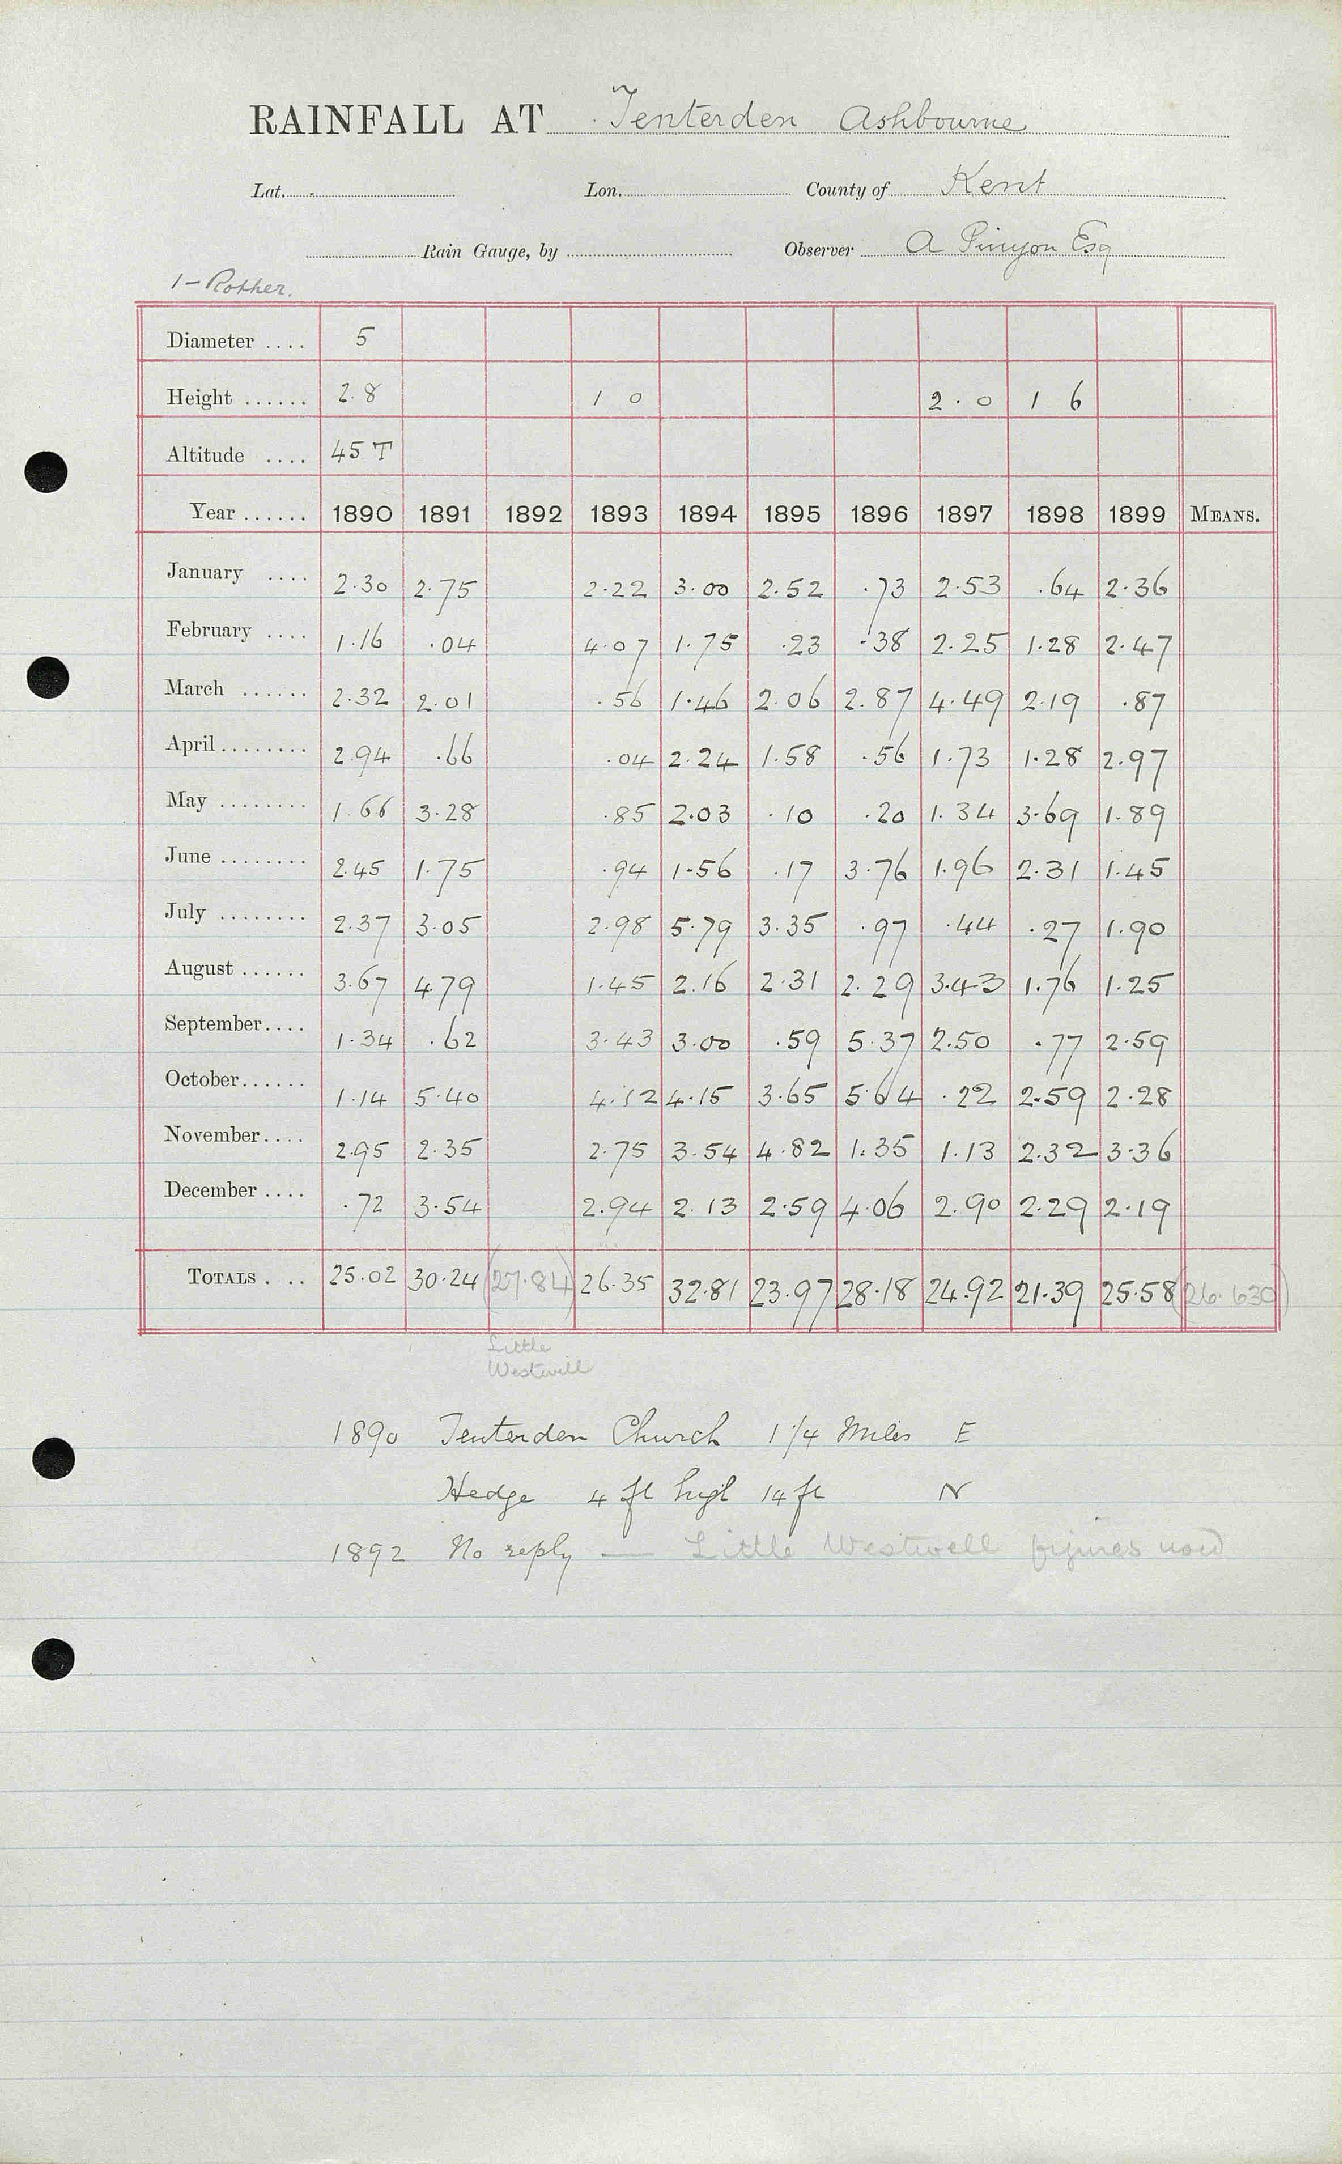 RAINFALL AT Tenterden Ashbourne
Lat. Lon. County of Kent
Rain Gauge, by Observer A Pinyon Esq
1 - Rother.
Diameter .... 5
Height ...... 2.8 1 0 2.0 1 6
Altitude .... 45 T
Year ...... 1890 1891 1892 1893 1894 1895 1896 1897 1898 1899 MEANS.
January .... 2.30 2.75 2.22 3.00 2.52 .73 2.53 .64 2.36
February .... 1.16 .04 4.07 1.75 .23 .38 2.25 1.28 2.47
March ...... 2.32 2.01 .56 1.46 2.06 2.87 4.49 2.19 .87
April ........ 2.94 .66 .04 2.24 1.58 .56 1.73 1.28 2.97
May ........ 1.66 3.28 .85 2.03 .10 .20 1.34 3.69 1.89
June ........ 2.45 1.75 .94 1.56 .17 3.76 1.96 2.31 1.45
July ........ 2.37 3.05 2.98 5.79 3.35 .97 .44 .27 1.90
August ...... 3.67 4.79 1.45 2.16 2.31 2.29 3.43 1.76 1.25
September .... 1.34 .62 3.43 3.00 .59 5.37 2.50 .77 2.59
October ...... 1.14 5.40 4.12 4.15 3.65 5.64 .22 2.59 2.28
November .... 2.95 2.35 2.75 3.54 4.82 1.35 1.13 2.32 3.36
December .... .72 3.54 2.94 2.13 2.59 4.06 2.90 2.29 2.19
TOTALS . .. 25.02 30.24 (27.84) 26.35 32.81 23.97 28.18 24.92 21.39 25.58 (26.630)
Little
Westwell
1890 Tenterden Church 1 1/4 Miles E
Hedge 4 ft high 14 ft N
1892 No reply — Little Westwell figures used